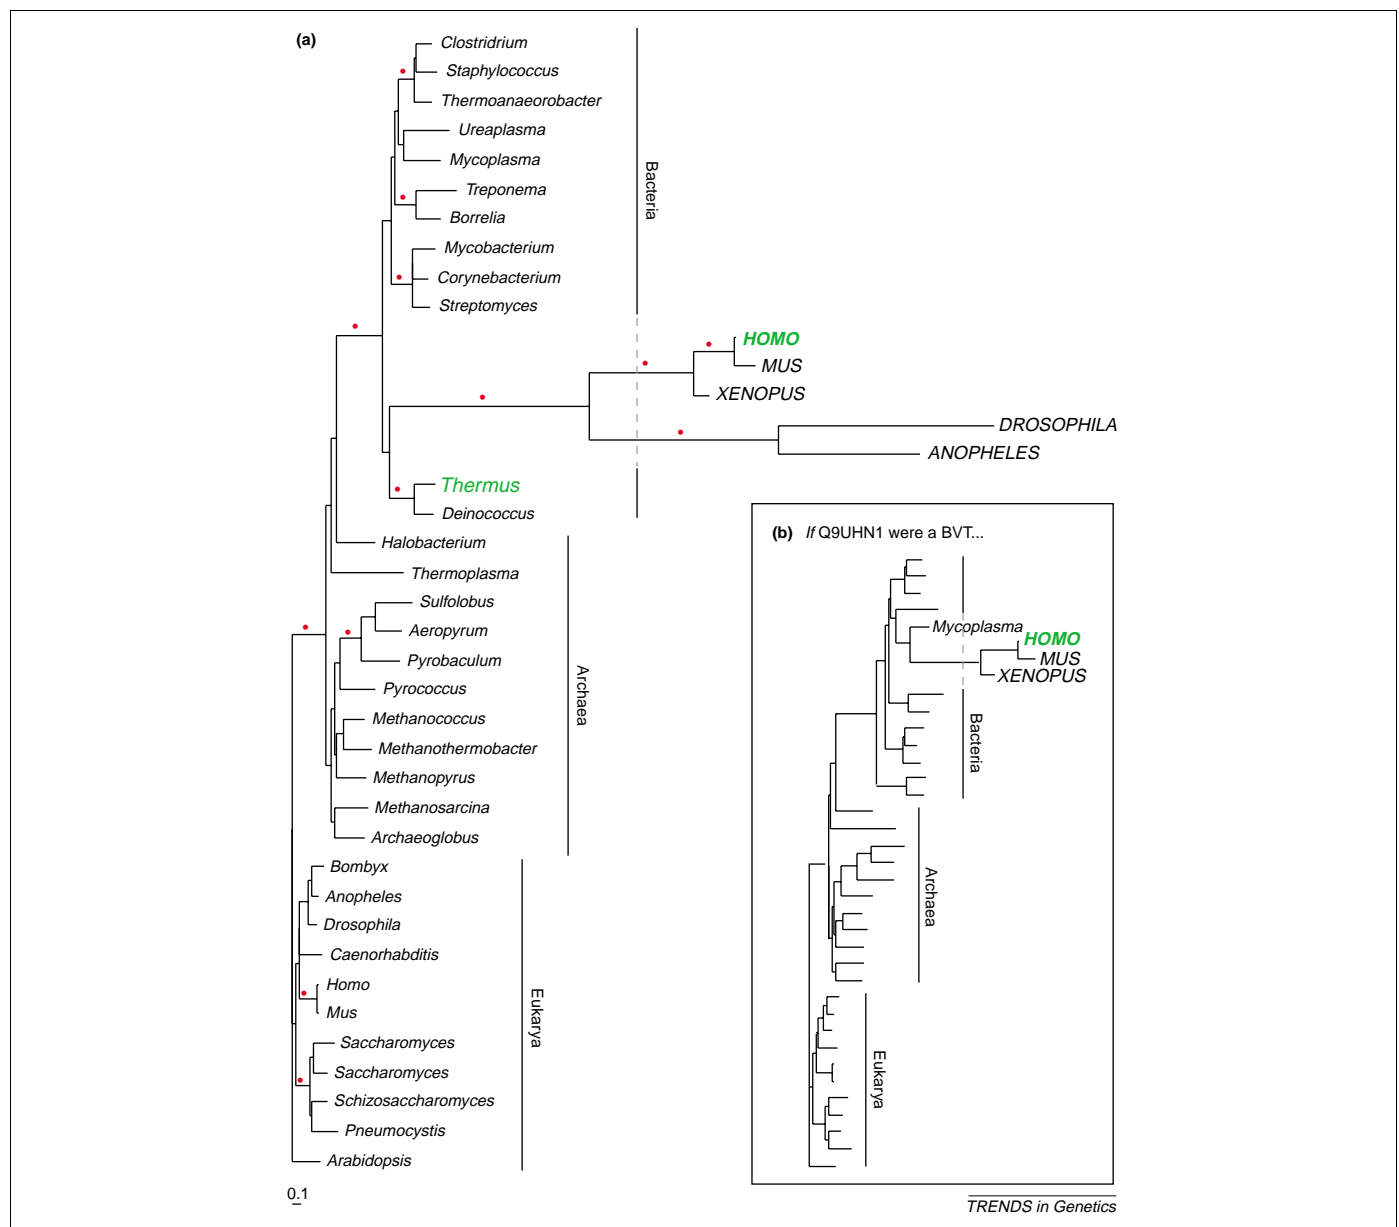 (a)
Clostridrium
Staphylococcus
Thermoanaeorobacter
Ureaplasma
Mycoplasma
Treponema
Borrelia
Mycobacterium
Corynebacterium
Streptomyces
Bacteria
HOMO
MUS
XENOPUS
DROSOPHILA
ANOPHELES
Thermus
Deinococcus
Halobacterium
Thermoplasma
Sulfolobus
Aeropyrum
Pyrobaculum
Pyrococcus
Methanococcus
Methanothermobacter
Methanopyrus
Methanosarcina
Archaeoglobus
Archaea
Bombyx
Anopheles
Drosophila
Caenorhabditis
Homo
Mus
Saccharomyces
Saccharomyces
Schizosaccharomyces
Pneumocystis
Arabidopsis
Eukarya
0.1
(b) If Q9UHN1 were a BVT...
Mycoplasma
HOMO
MUS
XENOPUS
Bacteria
Archaea
Eukarya
TRENDS in Genetics